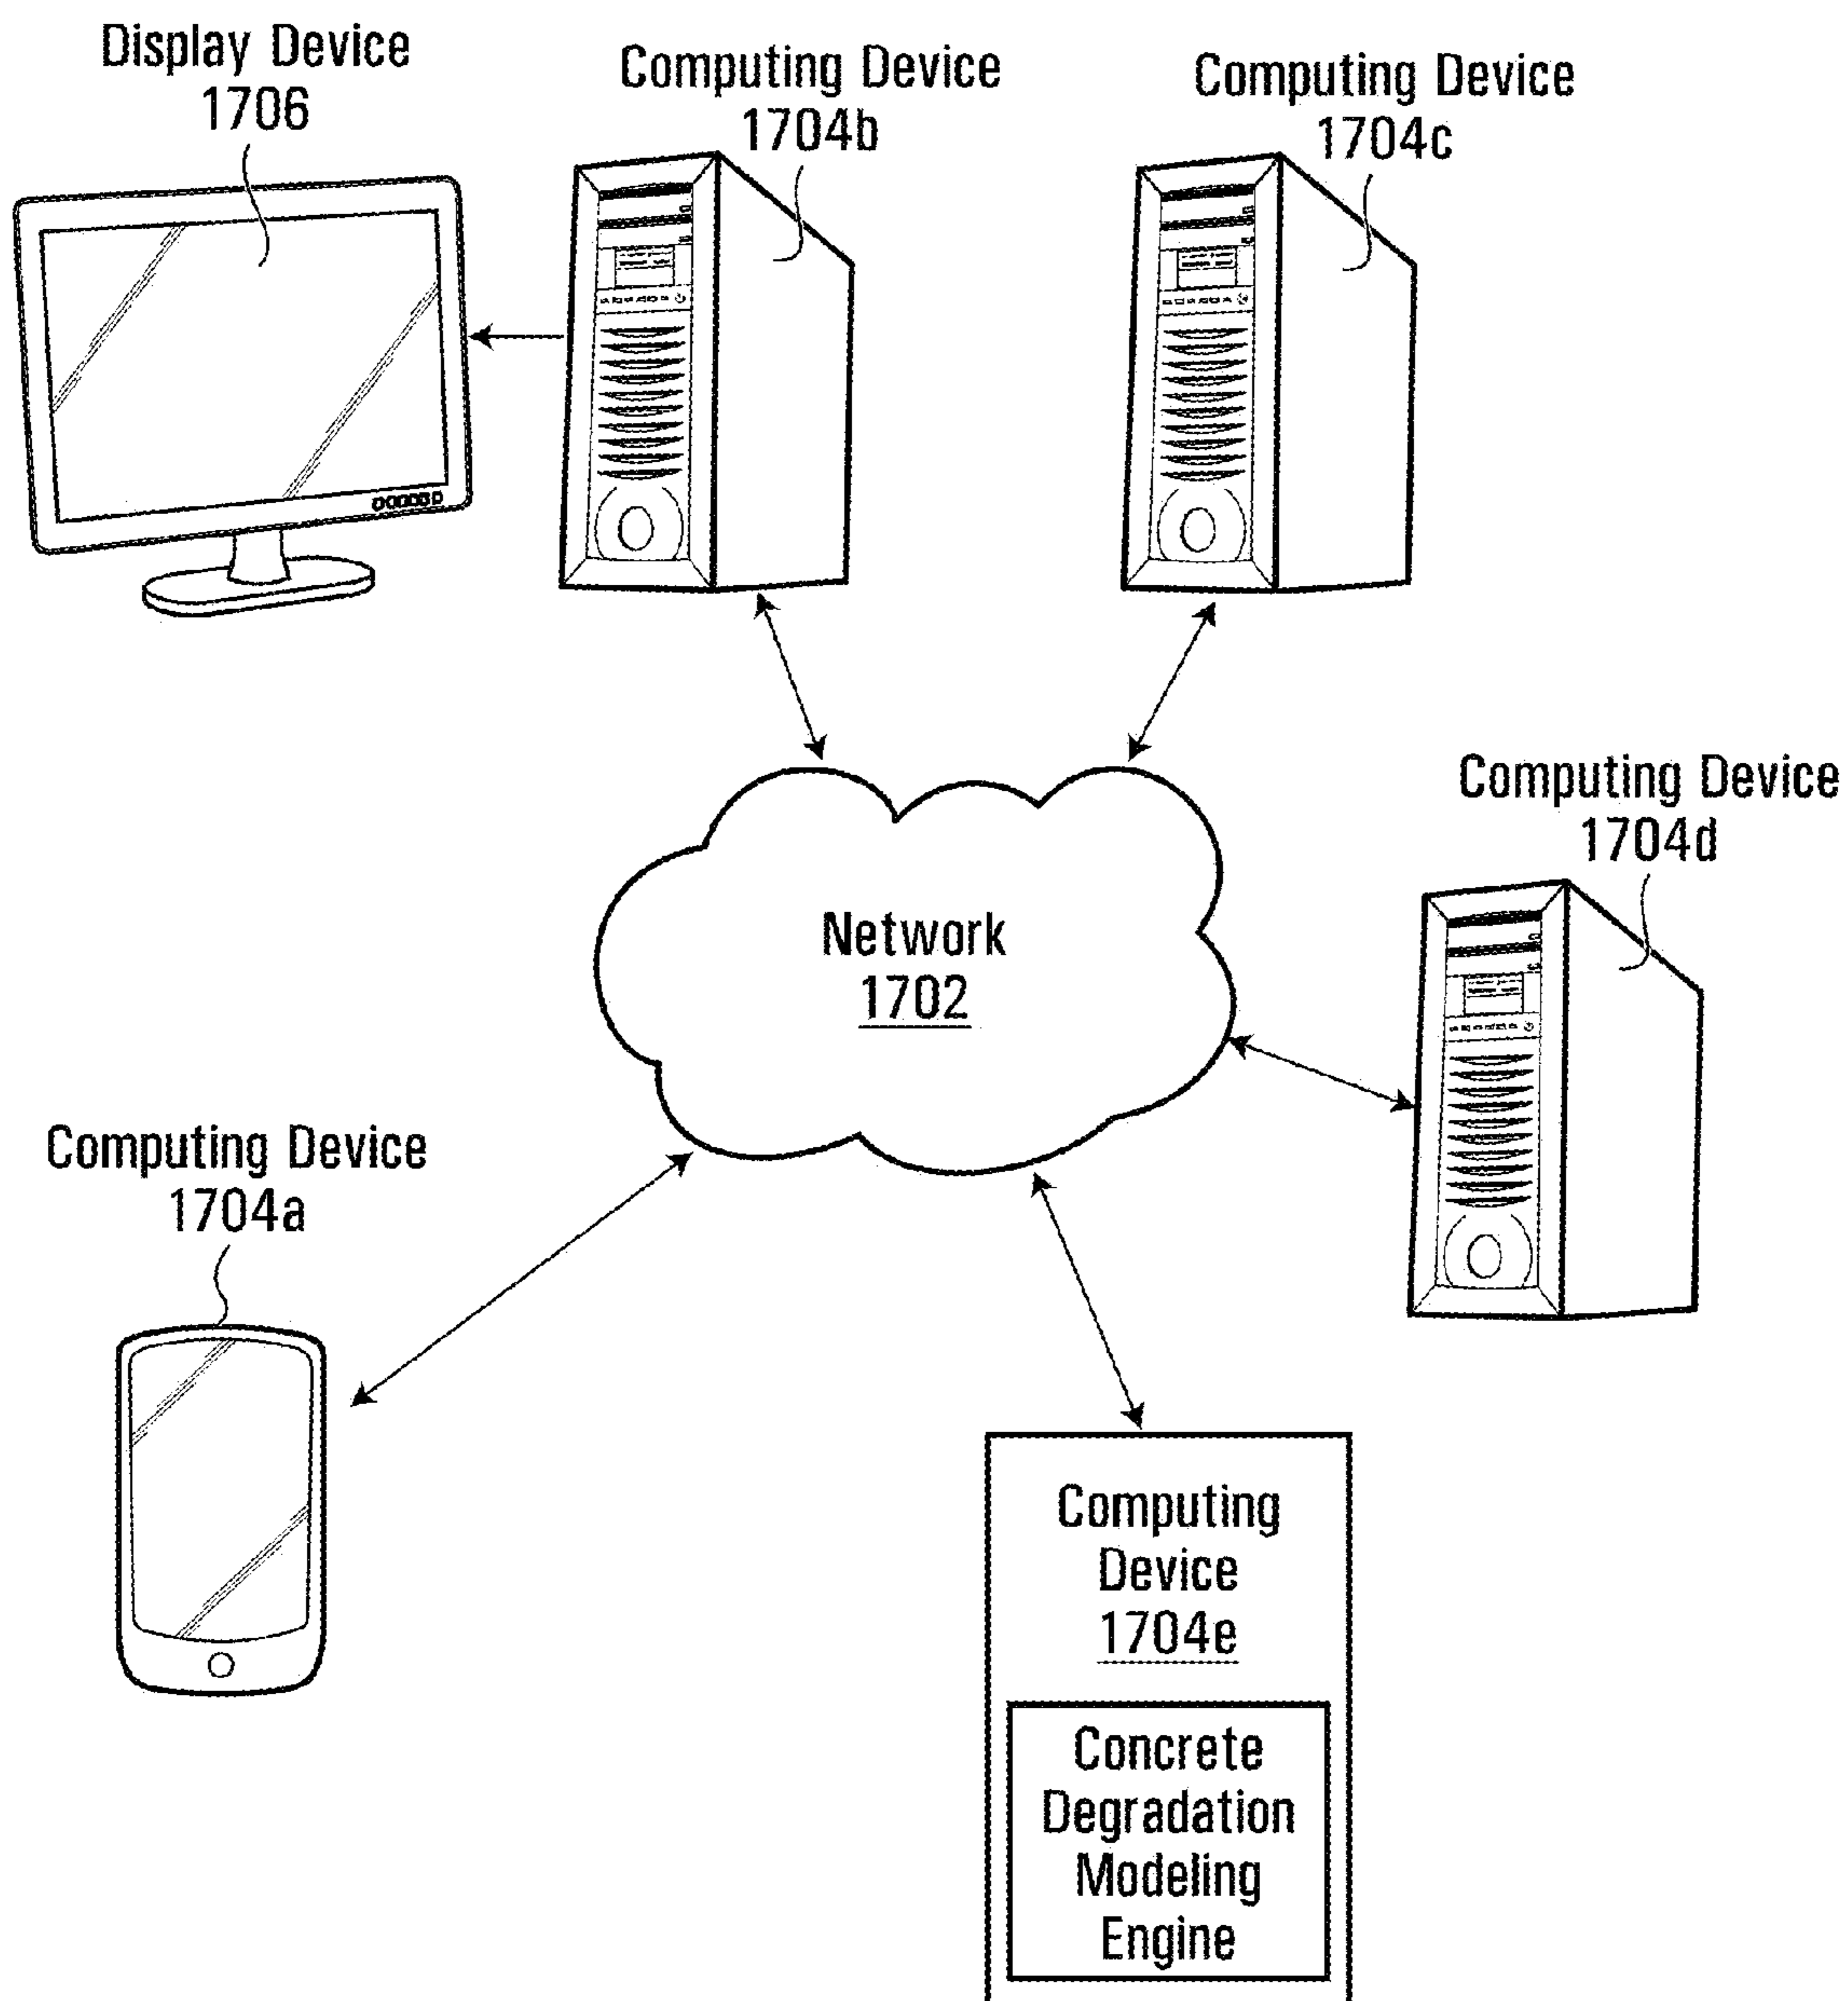 Display Device
1706
Computing Device
1704b
Computing Device
1704c
Computing Device
1704d
Network
1702
Computing Device
1704a
Computing
Device
1704e
Concrete
Degradation
Modeling
Engine